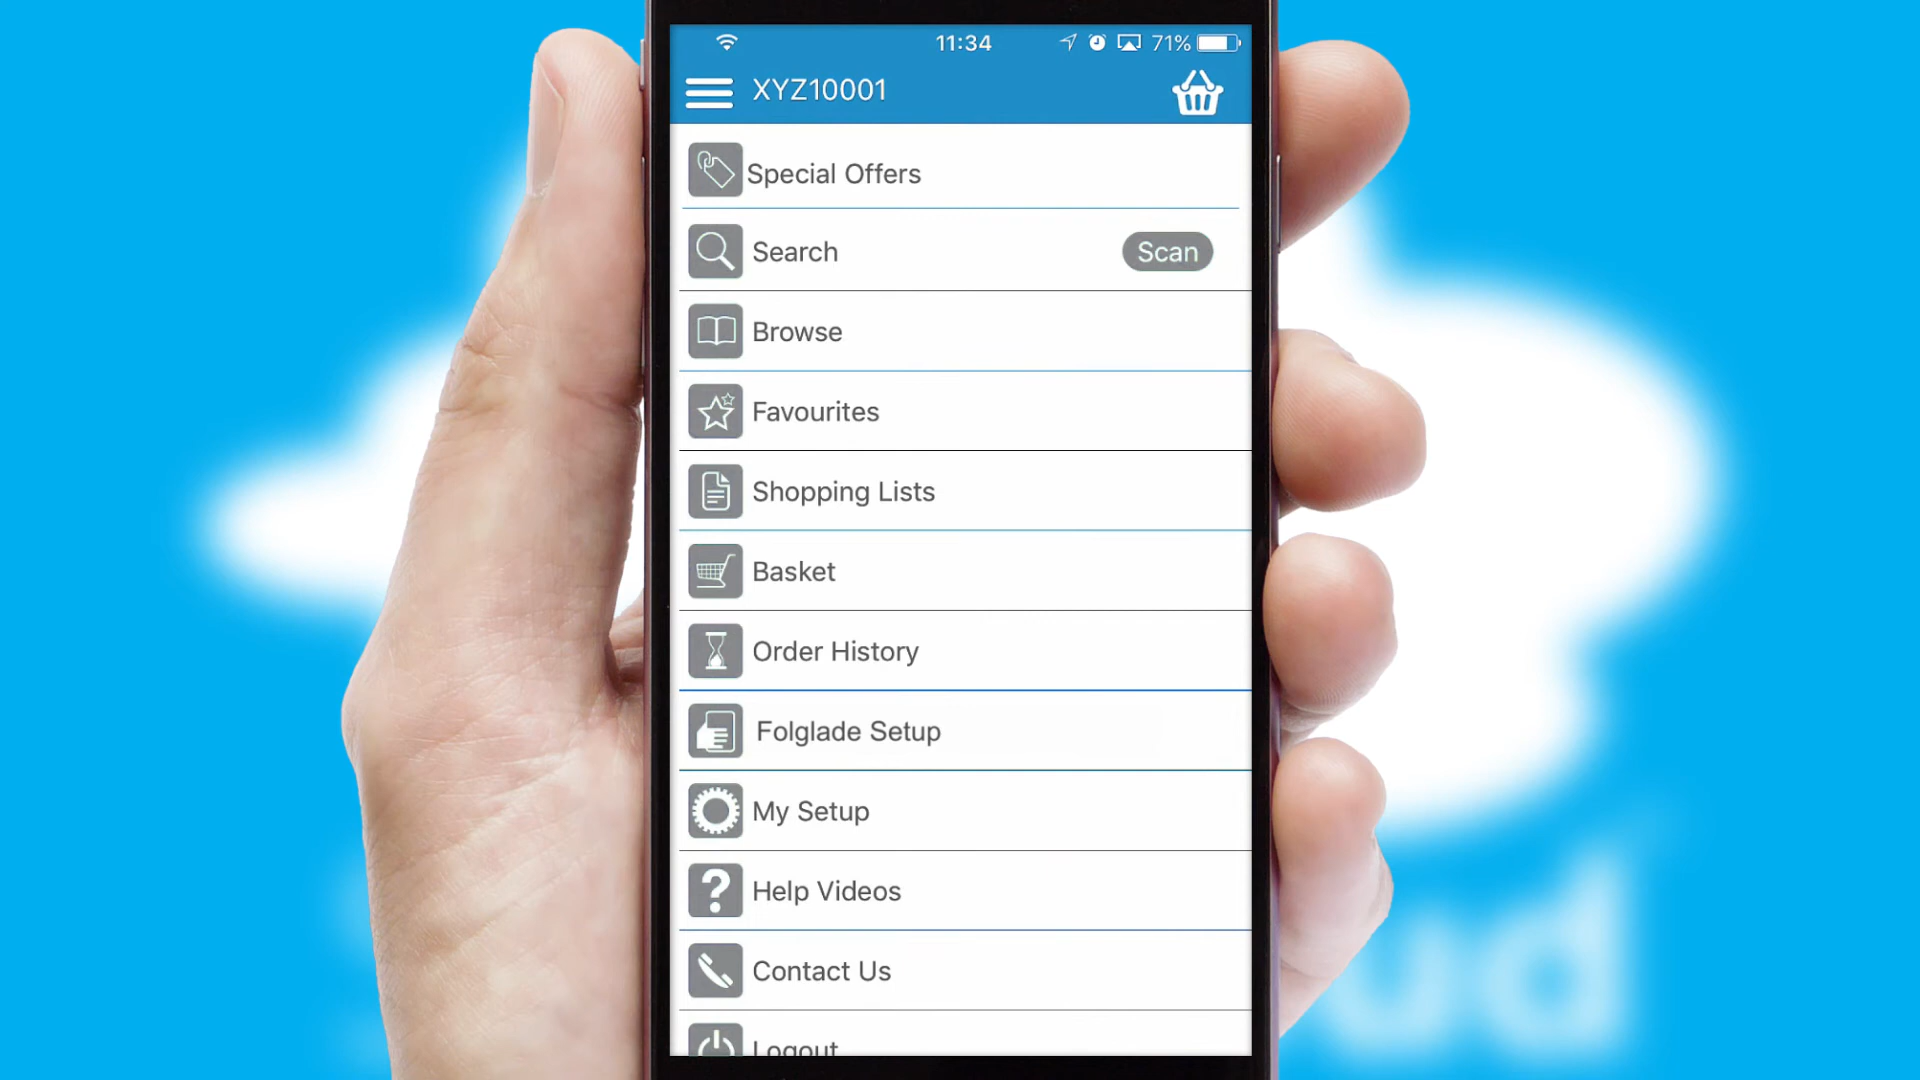 11:34 71%
XYZ10001
Special Offers
Search Scan
Browse
Favourites
Shopping Lists
Basket
Order History
Folglade Setup
My Setup
Help Videos
Contact Us
Logout
ud